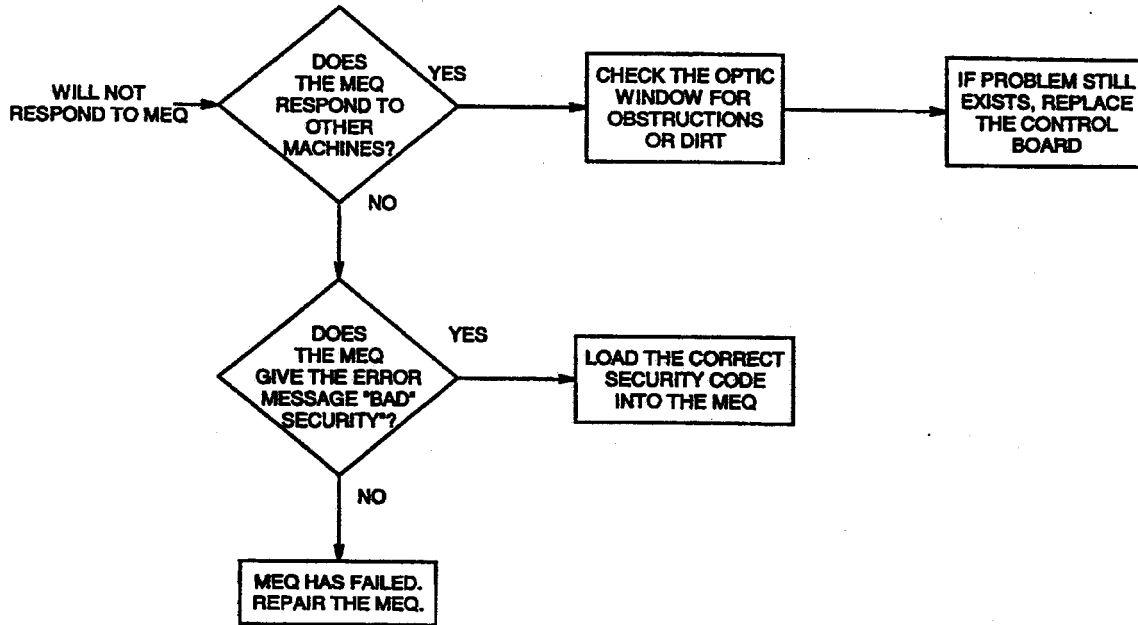 WILL NOT
RESPOND TO MEQ
DOES
THE MEQ
RESPOND TO
OTHER
MACHINES?
YES
CHECK THE OPTIC
WINDOW FOR
OBSTRUCTIONS
OR DIRT
IF PROBLEM STILL
EXISTS, REPLACE
THE CONTROL
BOARD
NO
DOES
THE MEQ
GIVE THE ERROR
MESSAGE "BAD"
SECURITY"?
YES
LOAD THE CORRECT
SECURITY CODE
INTO THE MEQ
NO
MEQ HAS FAILED.
REPAIR THE MEQ.